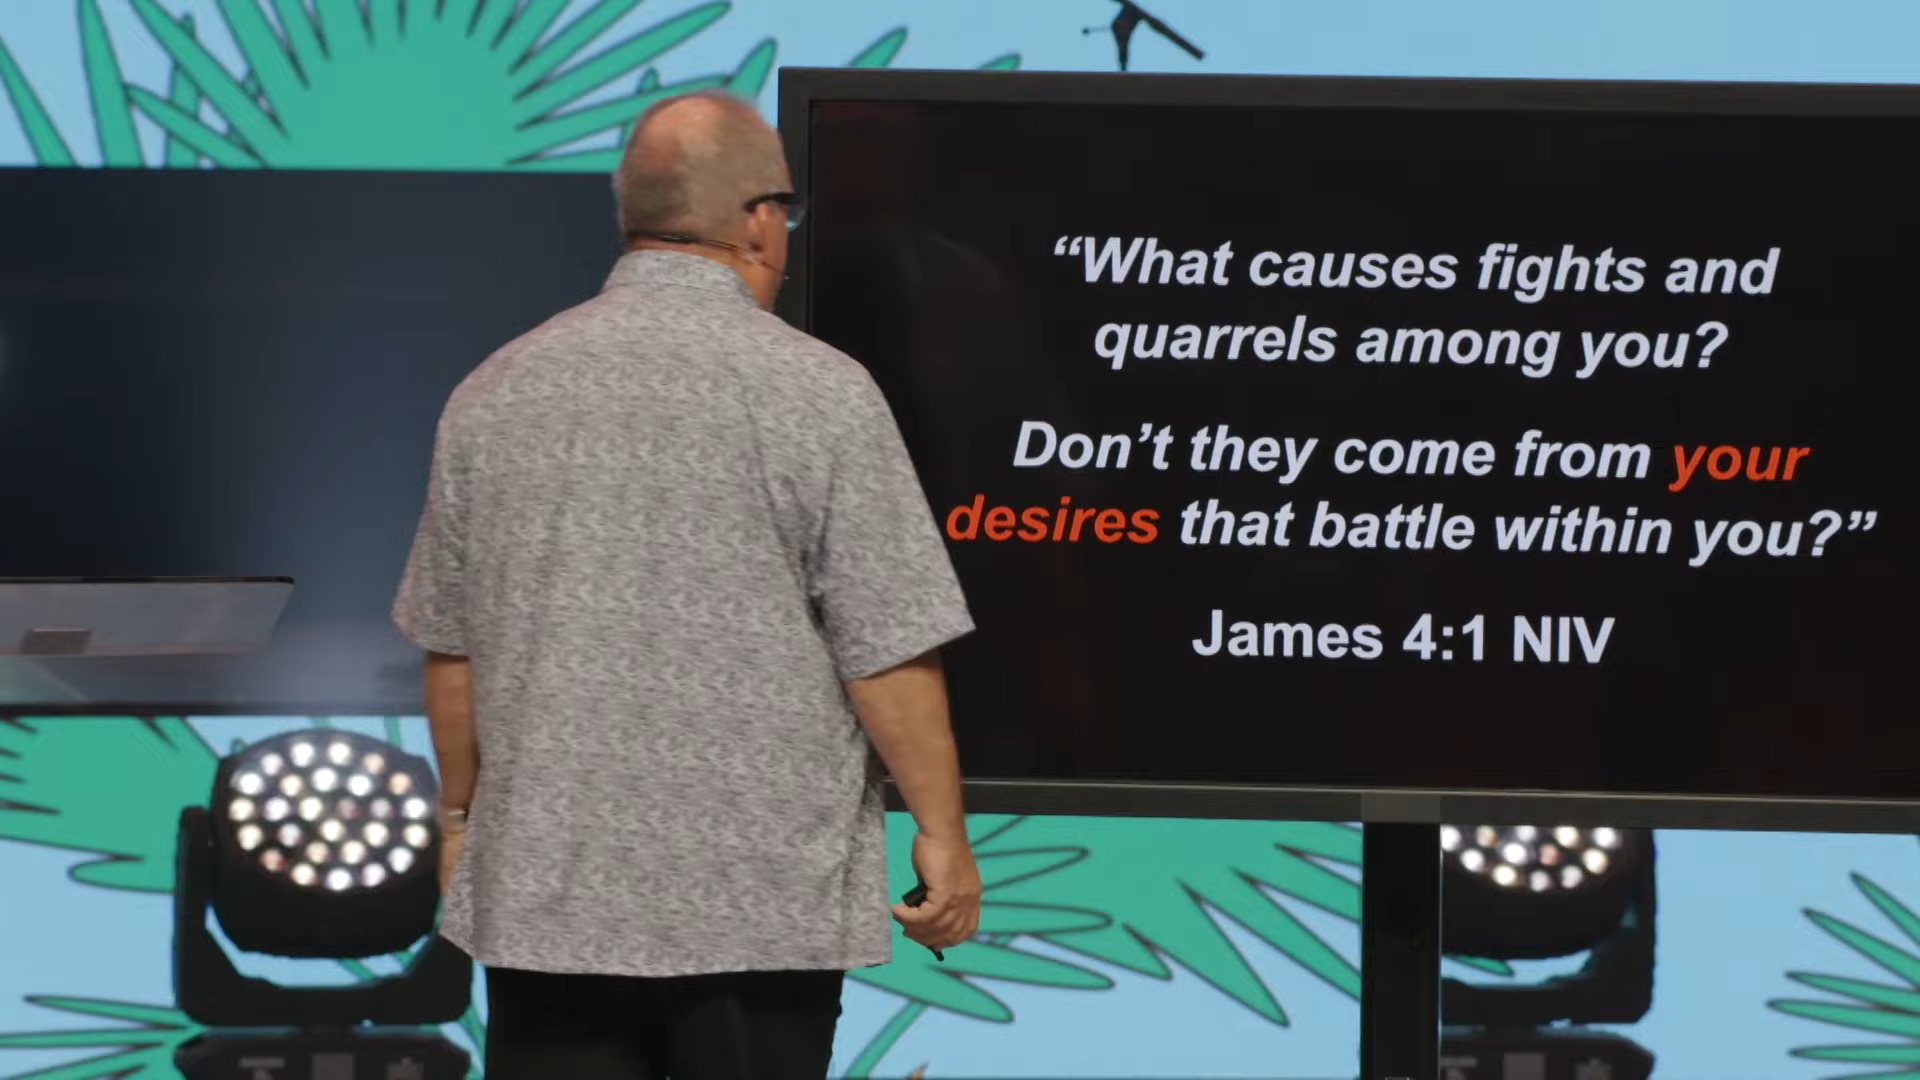 “What causes fights and
quarrels among you?
Don’t they come from your
desires that battle within you?”
James 4:1 NIV